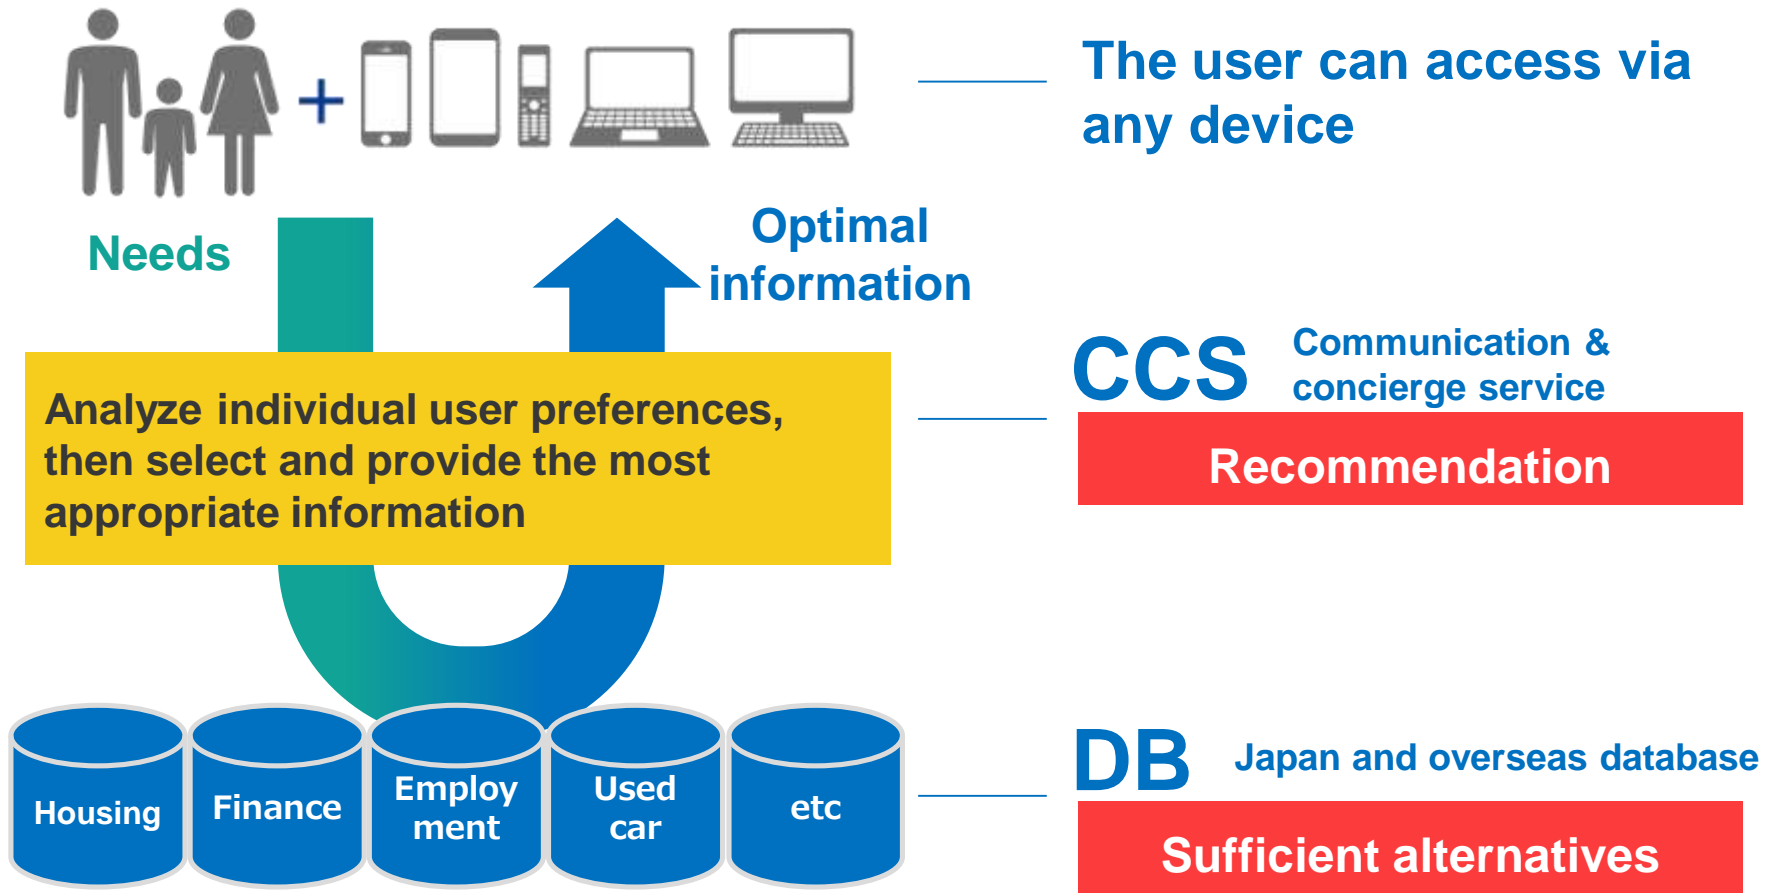 The user can access via
any device
Needs
Optimal
information
Analyze individual user preferences,
then select and provide the most
appropriate information
CCS
Communication &
concierge service
Recommendation
Housing
Finance
Employ
ment
Used
car
etc
DB
Japan and overseas database
Sufficient alternatives